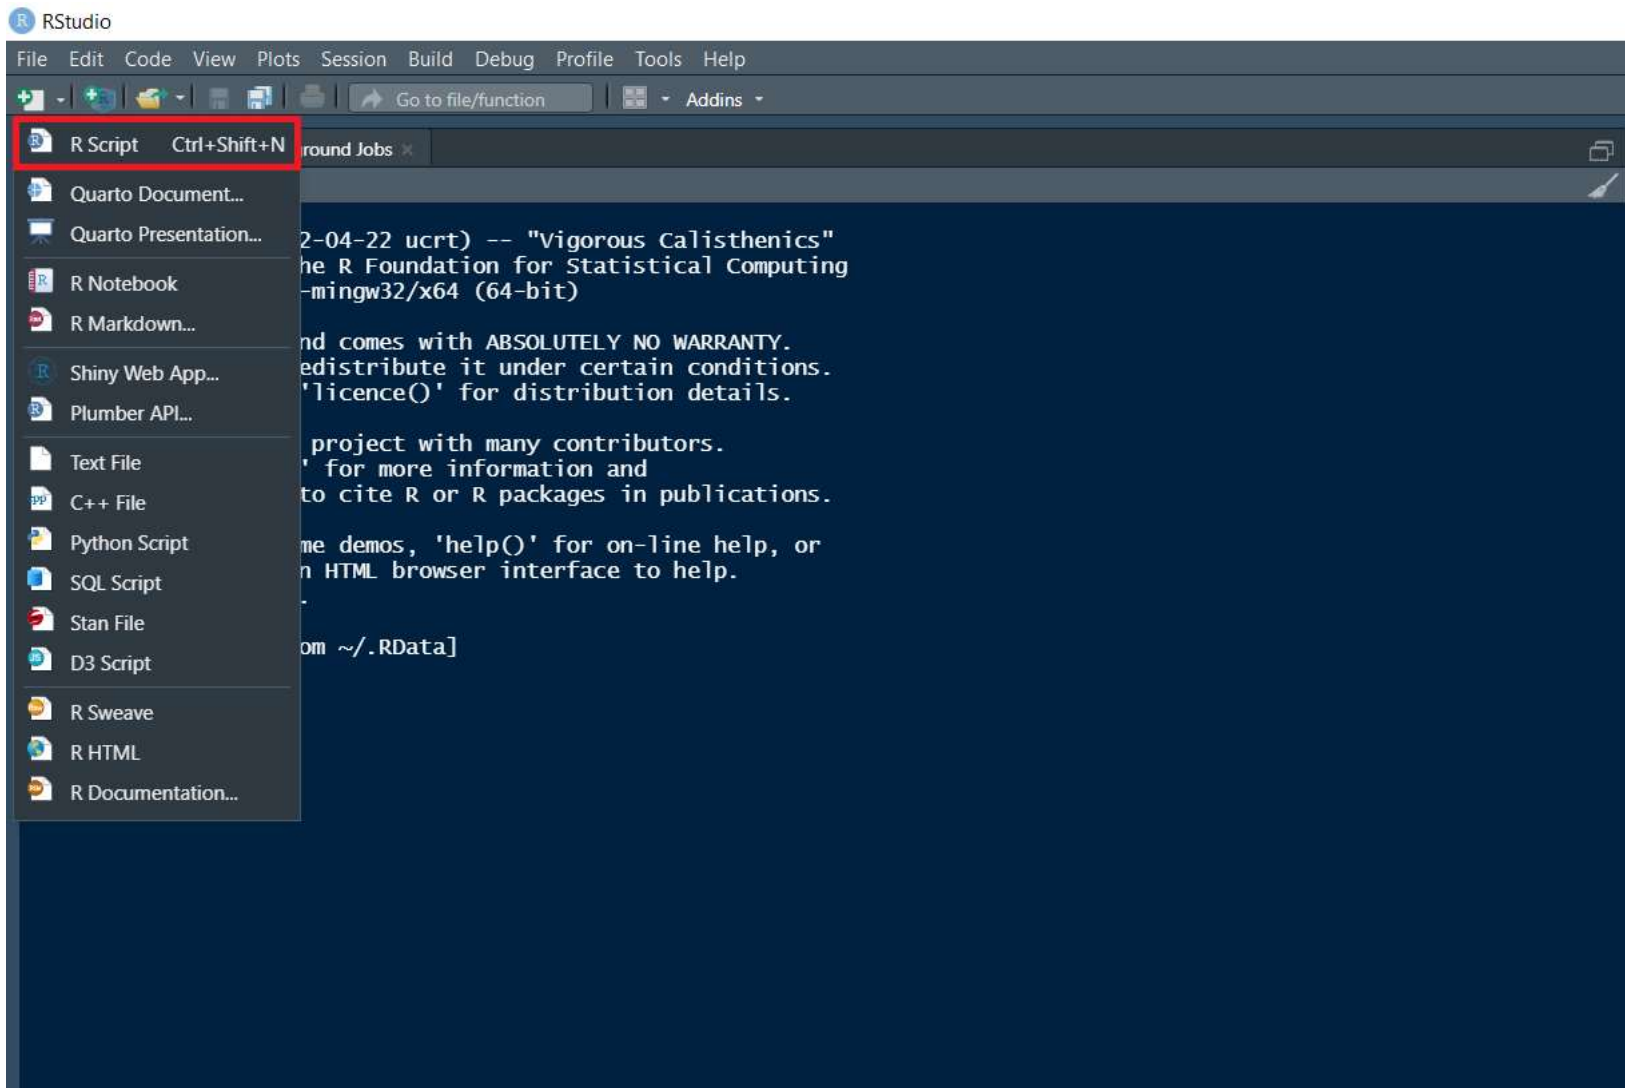 RStudio
File Edit Code View Plots Session Build Debug Profile Tools Help
Go to file/function Addins
R Script Ctrl+Shift+N
round Jobs
Quarto Document...
Quarto Presentation...
R Notebook
R Markdown...
Shiny Web App...
Plumber API...
Text File
C++ File
Python Script
SQL Script
Stan File
D3 Script
R Sweave
R HTML
R Documentation...
2-04-22 ucrt) -- "Vigorous Calisthenics"
he R Foundation for Statistical Computing
-mingw32/x64 (64-bit)
nd comes with ABSOLUTELY NO WARRANTY.
edistribute it under certain conditions.
'licence()' for distribution details.
project with many contributors.
' for more information and
to cite R or R packages in publications.
me demos, 'help()' for on-line help, or
n HTML browser interface to help.
.
om ~/.RData]